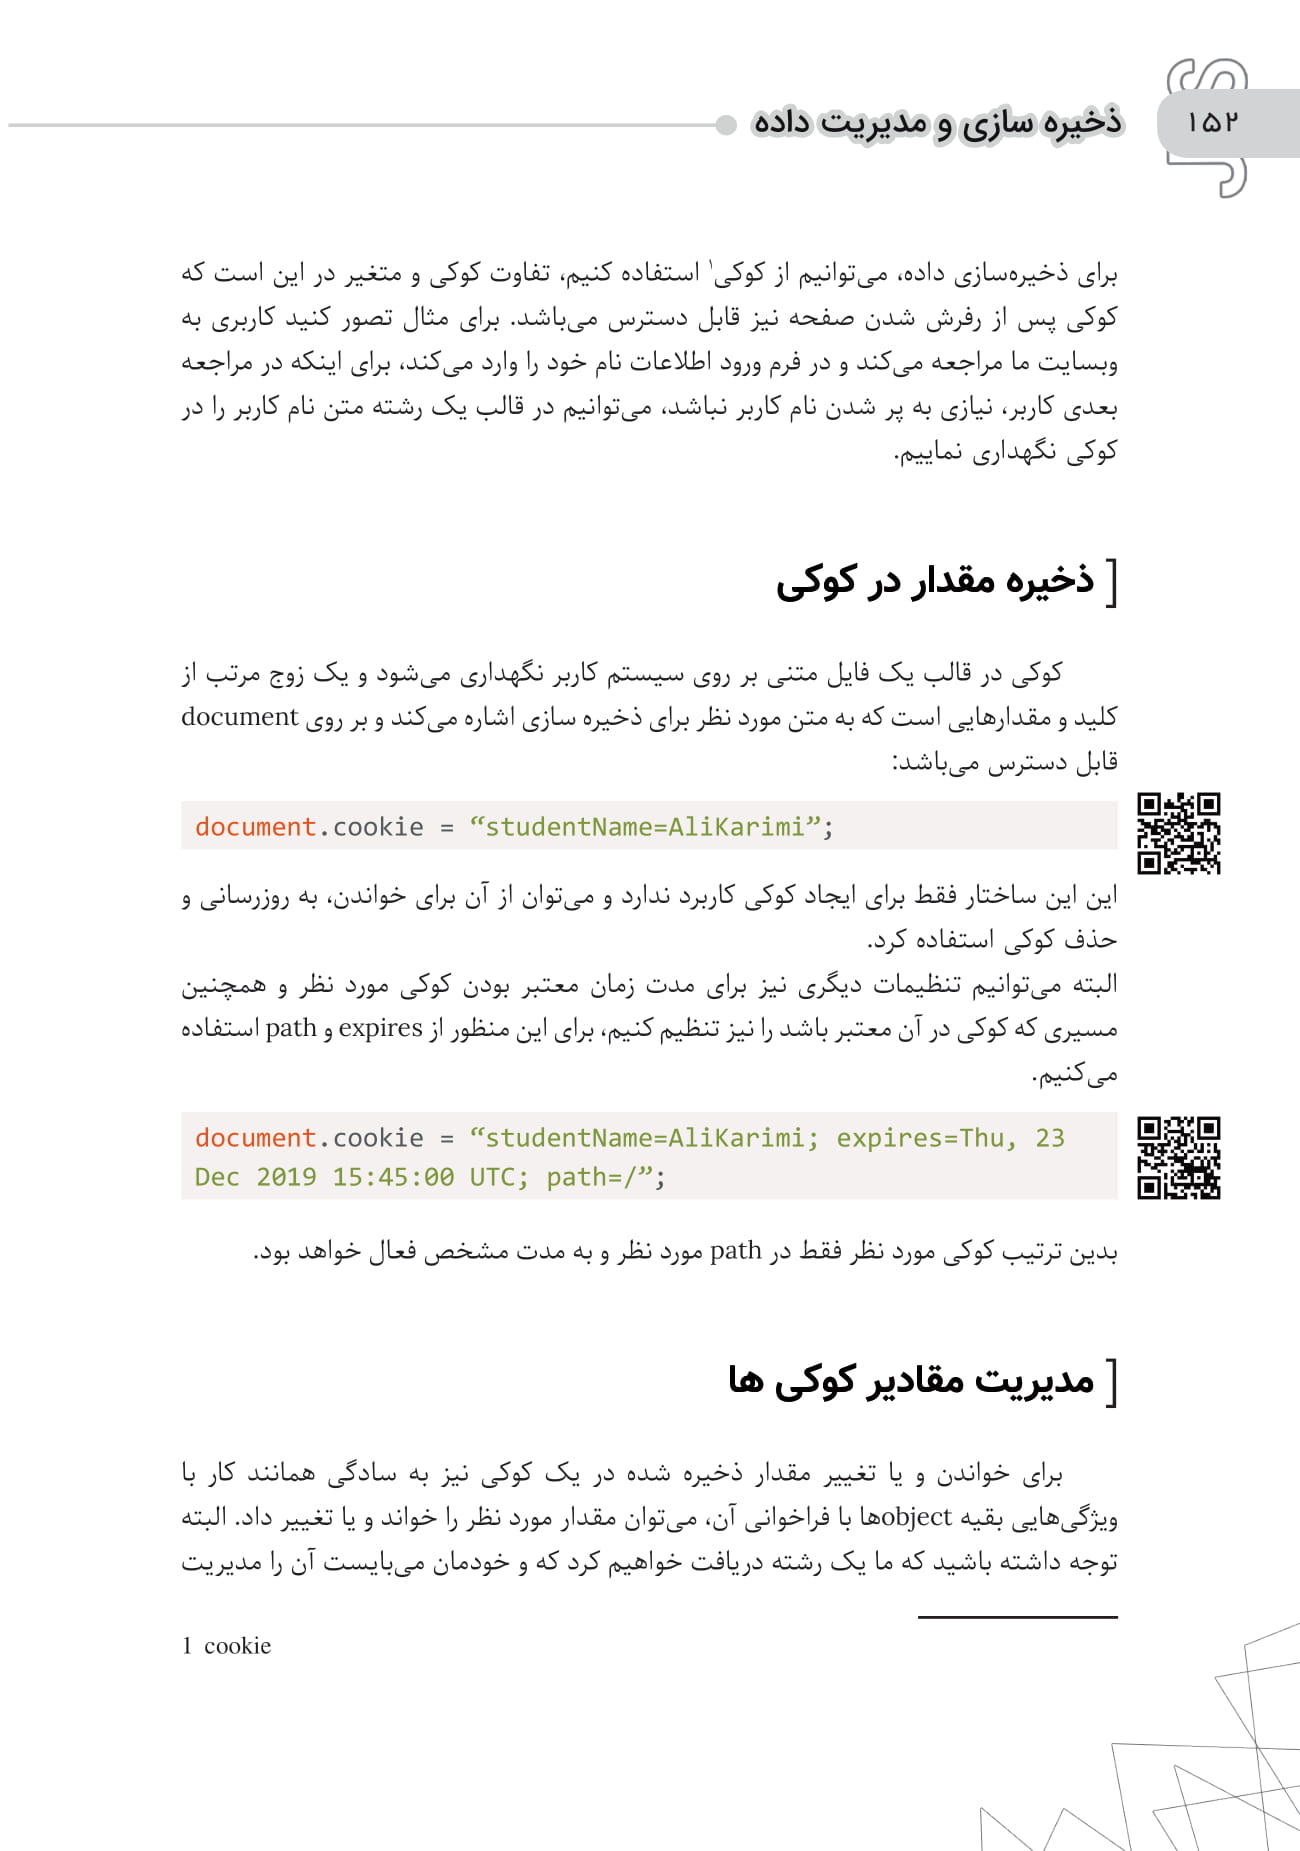 ۱۵۲
ذخیره سازی و مدیریت داده
برای ذخیره‌سازی داده، می‌توانیم از کوکی۱ استفاده کنیم، تفاوت کوکی و متغیر در این است که
کوکی پس از رفرش شدن صفحه نیز قابل دسترس می‌باشد. برای مثال تصور کنید کاربری به
وبسایت ما مراجعه می‌کند و در فرم ورود اطلاعات نام خود را وارد می‌کند، برای اینکه در مراجعه
بعدی کاربر، نیازی به پر شدن نام کاربر نباشد، می‌توانیم در قالب یک رشته متن نام کاربر را در
کوکی نگهداری نماییم.
ذخیره مقدار در کوکی
کوکی در قالب یک فایل متنی بر روی سیستم کاربر نگهداری می‌شود و یک زوج مرتب از
کلید و مقدارهایی است که به متن مورد نظر برای ذخیره سازی اشاره می‌کند و بر روی document
قابل دسترس می‌باشد:
document.cookie = “studentName=AliKarimi”;
این این ساختار فقط برای ایجاد کوکی کاربرد ندارد و می‌توان از آن برای خواندن، به روزرسانی و
حذف کوکی استفاده کرد.
البته می‌توانیم تنظیمات دیگری نیز برای مدت زمان معتبر بودن کوکی مورد نظر و همچنین
مسیری که کوکی در آن معتبر باشد را نیز تنظیم کنیم، برای این منظور از expires و path استفاده
می‌کنیم.
document.cookie = “studentName=AliKarimi; expires=Thu, 23
Dec 2019 15:45:00 UTC; path=/”;
بدین ترتیب کوکی مورد نظر فقط در path مورد نظر و به مدت مشخص فعال خواهد بود.
مدیریت مقادیر کوکی ها
برای خواندن و یا تغییر مقدار ذخیره شده در یک کوکی نیز به سادگی همانند کار با
ویژگی‌هایی بقیه objectها با فراخوانی آن، می‌توان مقدار مورد نظر را خواند و یا تغییر داد. البته
توجه داشته باشید که ما یک رشته دریافت خواهیم کرد که و خودمان می‌بایست آن را مدیریت
1 cookie